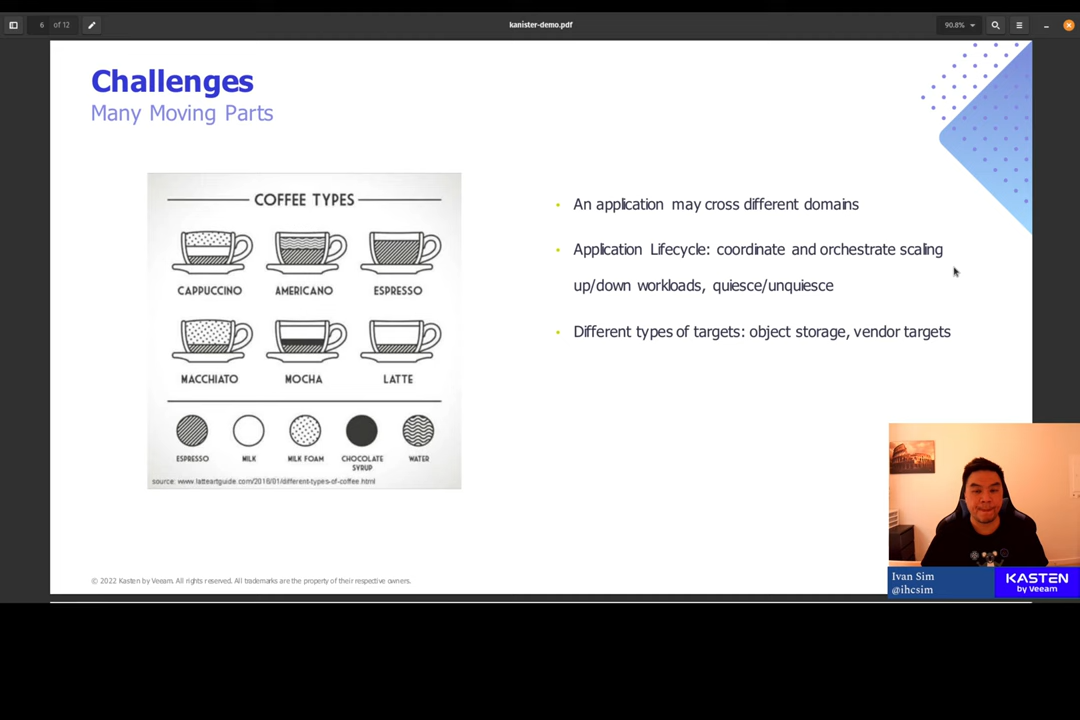 6 of 12
kanister-demo.pdf
90.8%
Challenges
Many Moving Parts
COFFEE TYPES
CAPPUCCINO AMERICANO ESPRESSO
MACCHIATO MOCHA LATTE
ESPRESSO MILK MILK FOAM CHOCOLATE SYRUP WATER
source: www.latteartguide.com/2016/01/different-types-of-coffee.html
• An application may cross different domains
• Application Lifecycle: coordinate and orchestrate scaling
up/down workloads, quiesce/unquiesce
• Different types of targets: object storage, vendor targets
© 2022 Kasten by Veeam. All rights reserved. All trademarks are the property of their respective owners.
Ivan Sim
@ihcsim
KASTEN
by Veeam